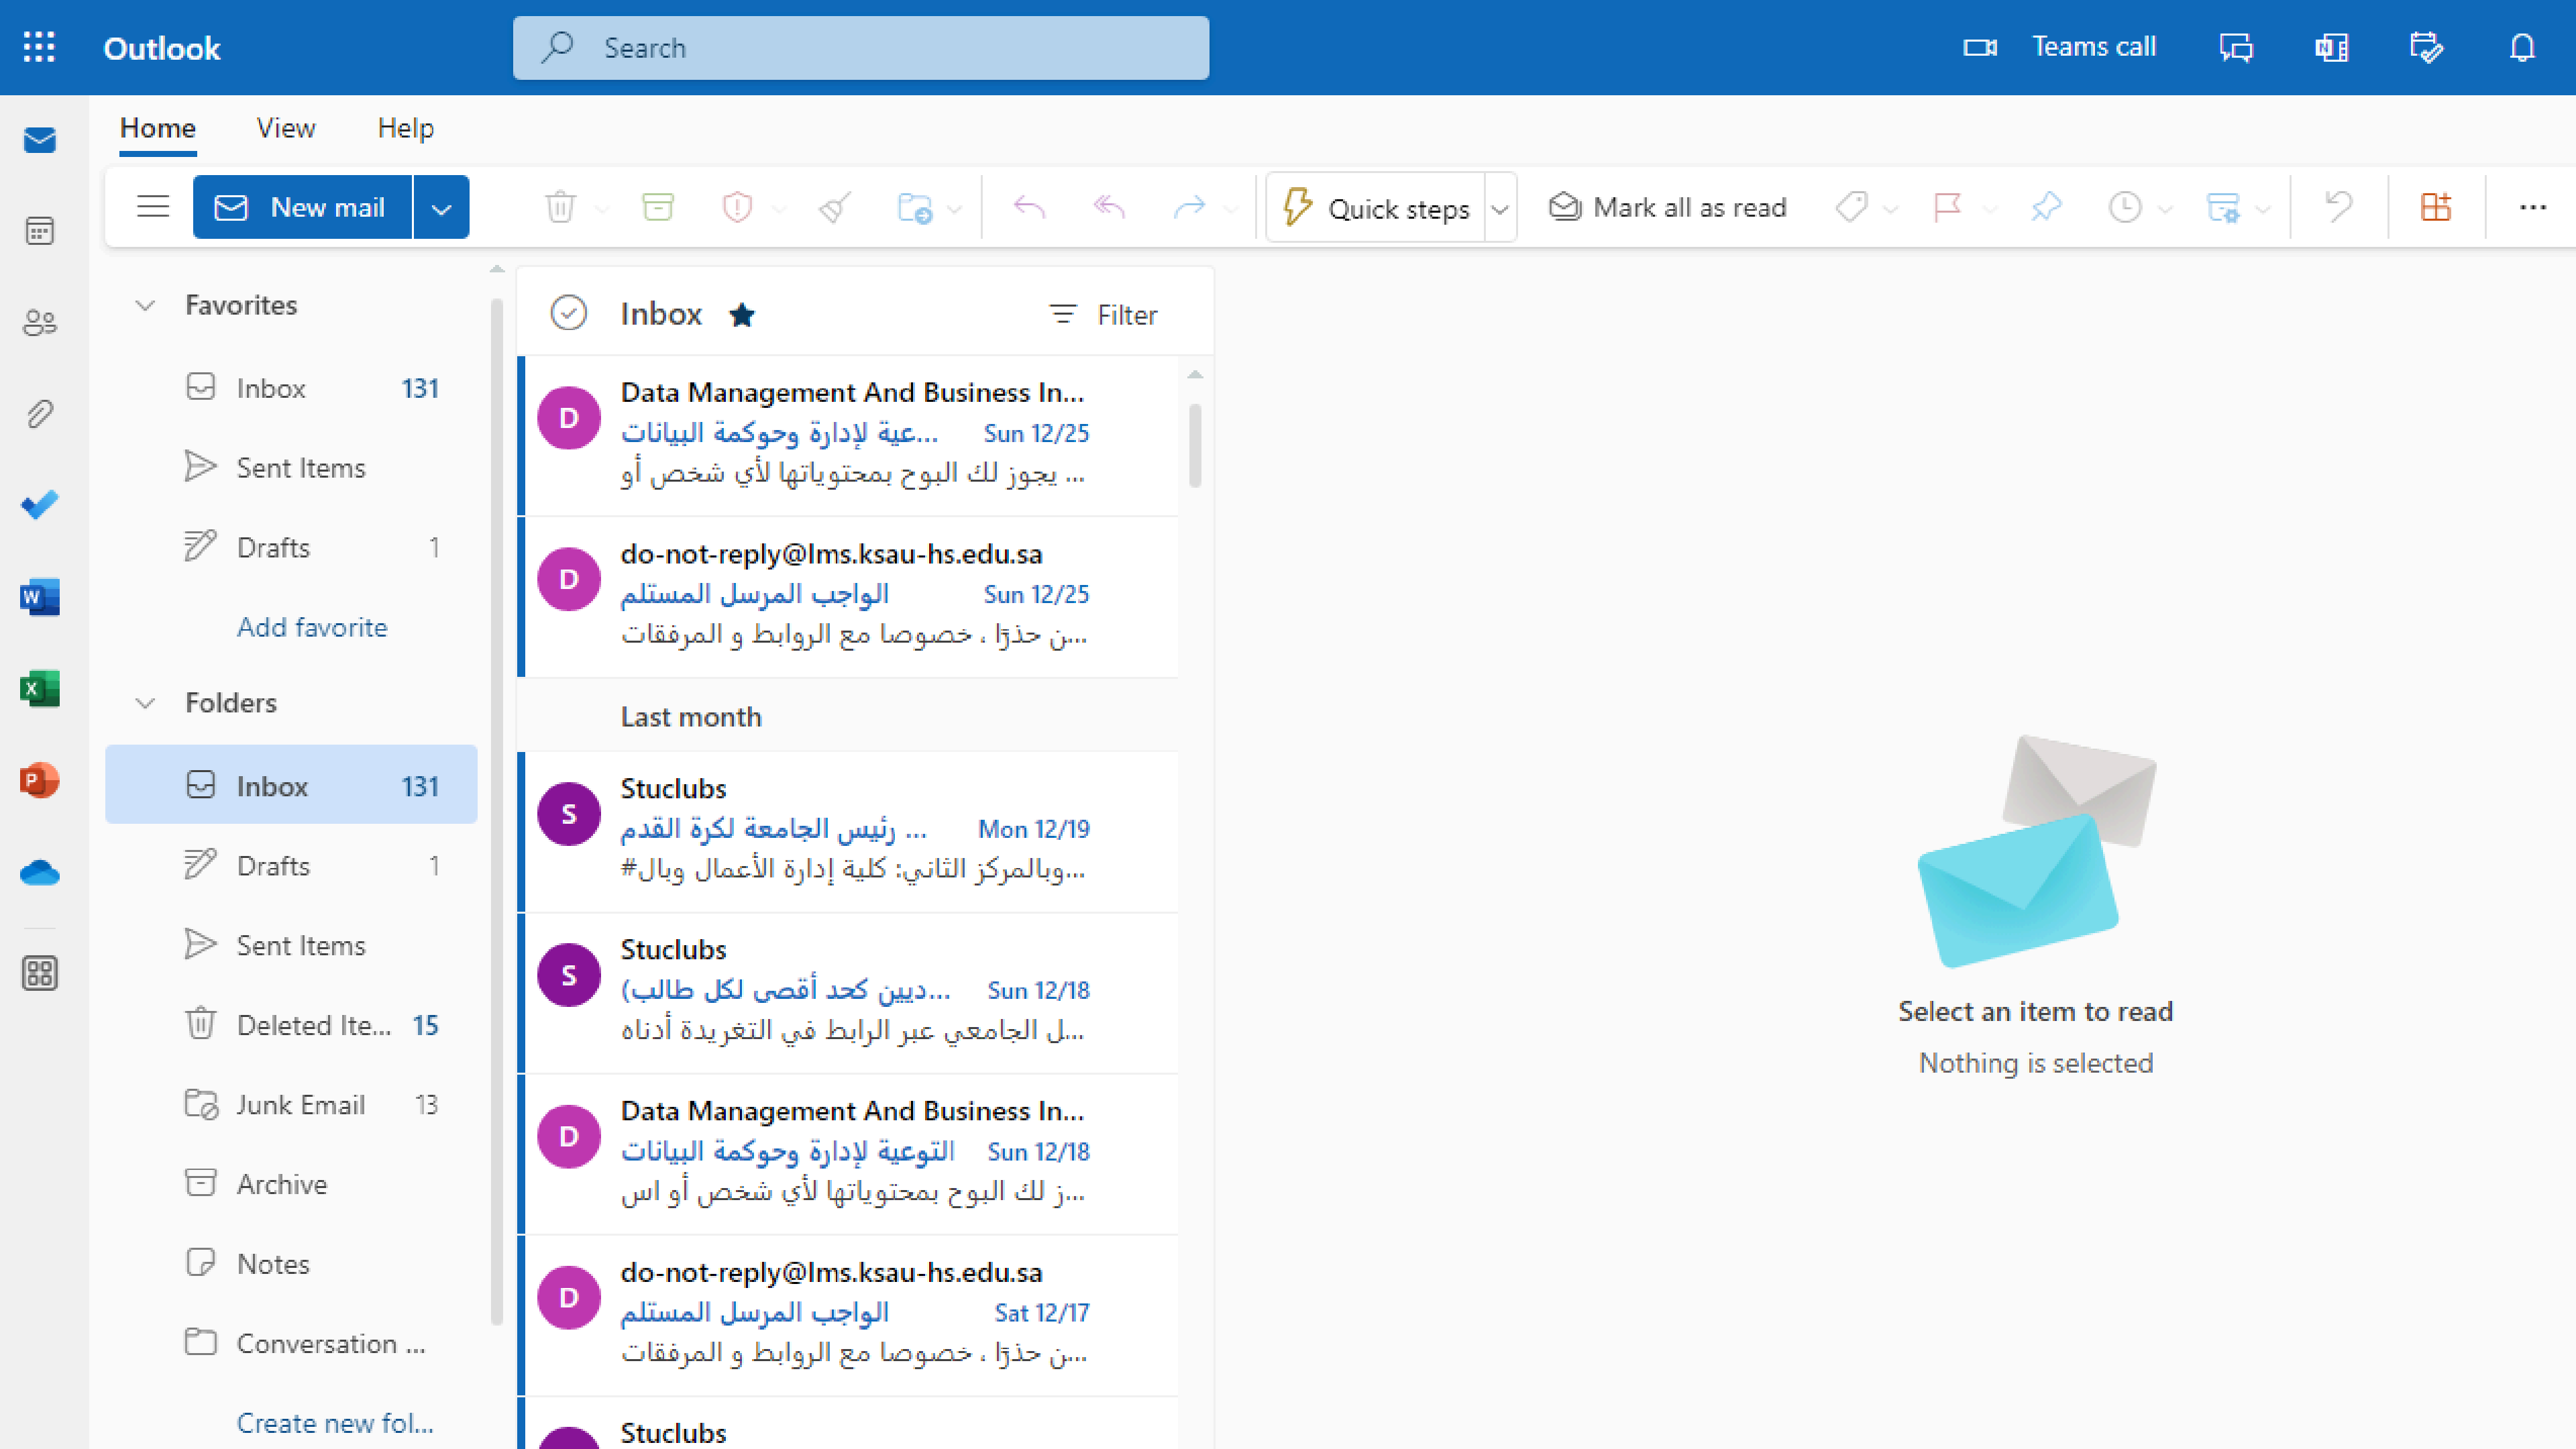 Outlook
Search
Teams call
Home View Help
New mail
Quick steps
Mark all as read
Favorites
Inbox 131
Sent Items
Drafts 1
Add favorite
Folders
Inbox 131
Drafts 1
Sent Items
Deleted Ite... 15
Junk Email 13
Archive
Notes
Conversation ...
Create new fol...
Inbox
Filter
D
Data Management And Business In...
عية لإدارة وحوكمة البيانات... Sun 12/25
يجوز لك البوح بمحتوياتها لأي شخص أو ...
D
do-not-reply@lms.ksau-hs.edu.sa
الواجب المرسل المستلم Sun 12/25
ن حذرًا ، خصوصا مع الروابط و المرفقات...
Last month
S
Stuclubs
رئيس الجامعة لكرة القدم ... Mon 12/19
وبالمركز الثاني: كلية إدارة الأعمال وبال#...
S
Stuclubs
ديين كحد أقصى لكل طالب)... Sun 12/18
ل الجامعي عبر الرابط في التغريدة أدناه...
D
Data Management And Business In...
التوعية لإدارة وحوكمة البيانات Sun 12/18
ز لك البوح بمحتوياتها لأي شخص أو اس...
D
do-not-reply@lms.ksau-hs.edu.sa
الواجب المرسل المستلم Sat 12/17
ن حذرًا ، خصوصا مع الروابط و المرفقات...
Stuclubs
Select an item to read
Nothing is selected